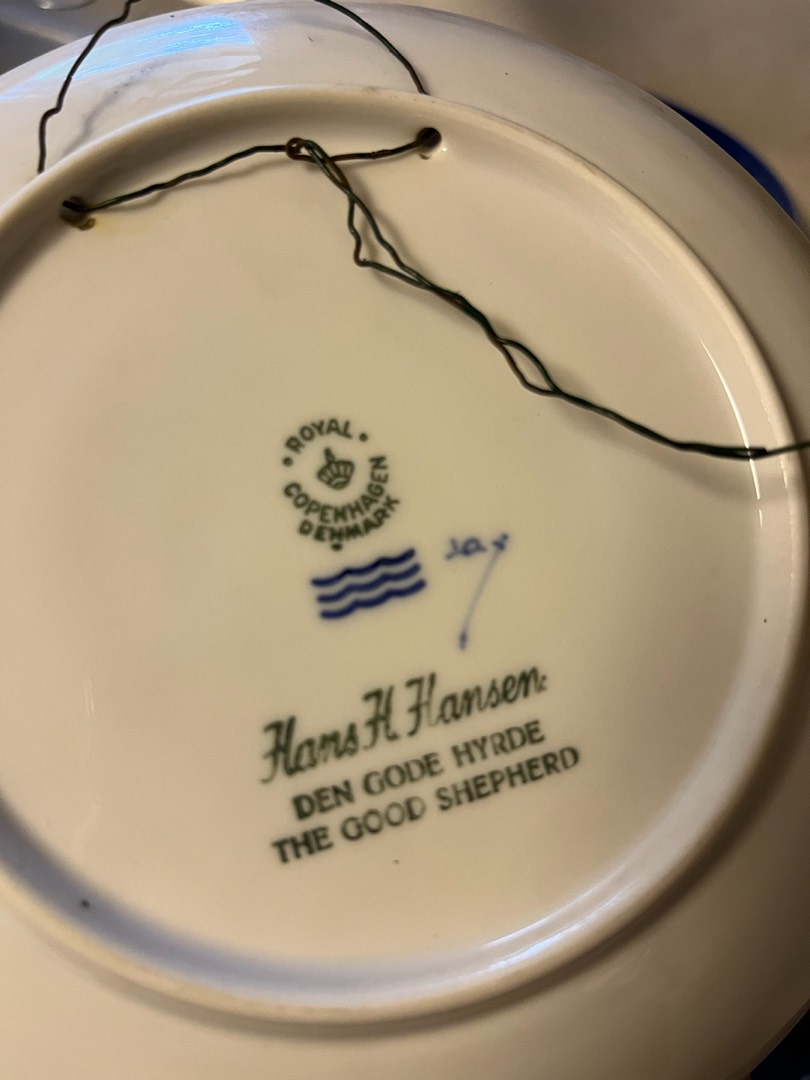 ROYAL
COPENHAGEN
DENMARK
Hans H Hansen.
DEN GODE HYRDE
THE GOOD SHEPHERD